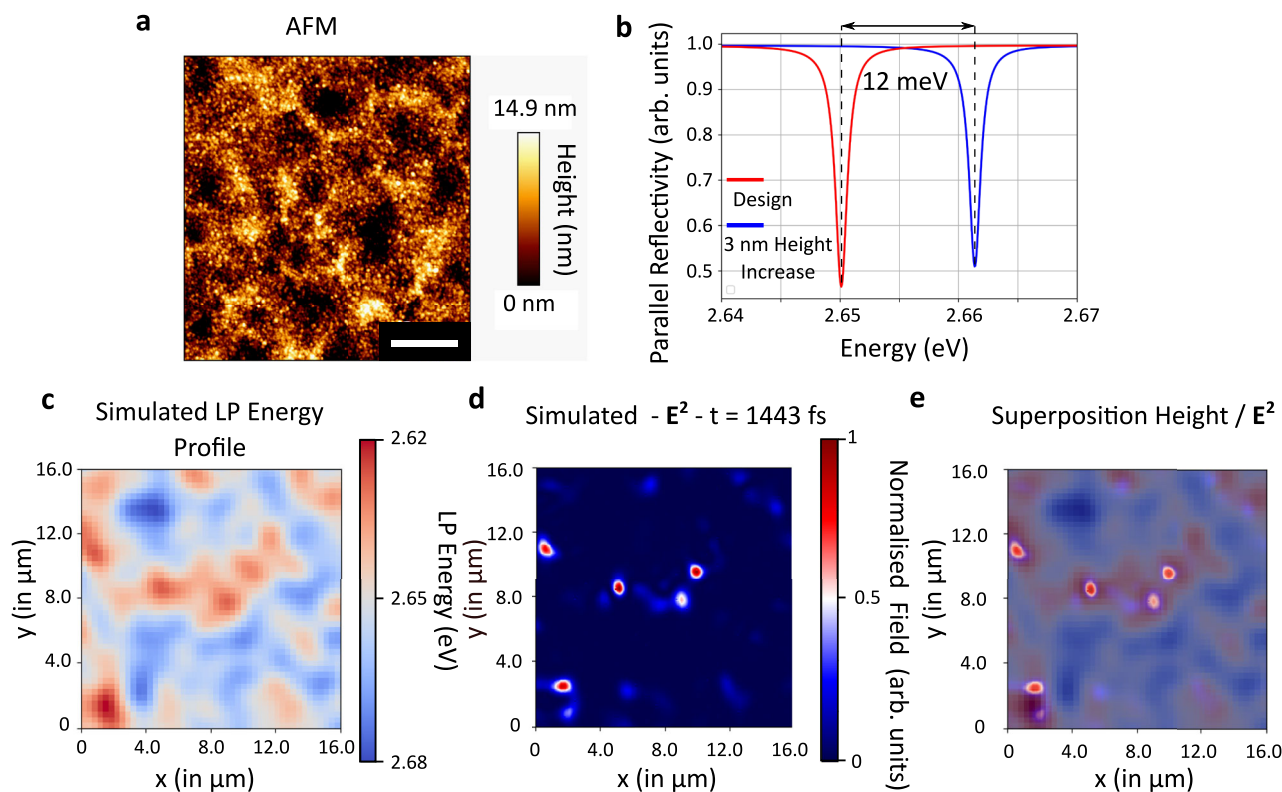 a
AFM
14.9 nm
Height (nm)
0 nm
b
12 meV
Parallel Reflectivity (arb. units)
1.0
0.9
0.8
0.7
0.6
0.5
Design
3 nm Height
Increase
2.64
2.65
2.66
2.67
Energy (eV)
c
Simulated LP Energy
Profile
y (in µm)
16.0
12.0
8.0
4.0
0
0
4.0
8.0
12.0
16.0
x (in µm)
2.62
2.65
2.68
LP Energy (eV)
d
Simulated - E² - t = 1443 fs
y (in µm)
16.0
12.0
8.0
4.0
0
0
4.0
8.0
12.0
16.0
x (in µm)
1
0.5
0
Normalised Field (arb. units)
e
Superposition Height / E²
y (in µm)
16.0
12.0
8.0
4.0
0
0
4.0
8.0
12.0
16.0
x (in µm)